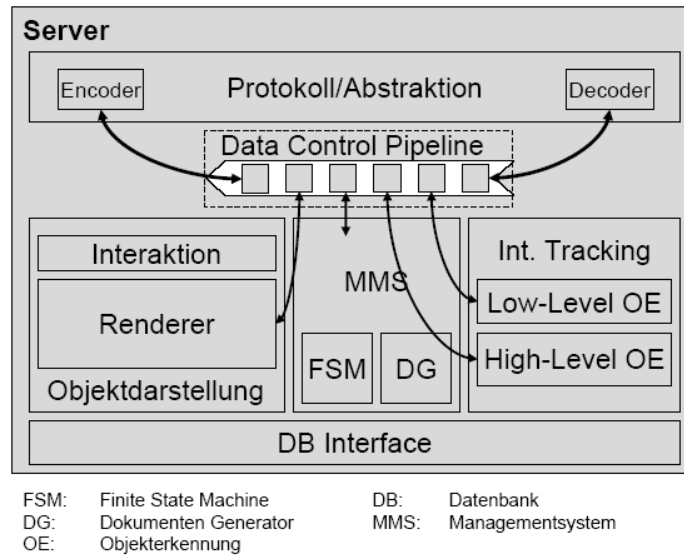 Server
Encoder
Protokoll/Abstraktion
Decoder
Data Control Pipeline
Interaktion
Renderer
Objektdarstellung
MMS
FSM
DG
Int. Tracking
Low-Level OE
High-Level OE
DB Interface
FSM: Finite State Machine
DG: Dokumenten Generator
OE: Objekterkennung
DB: Datenbank
MMS: Managementsystem